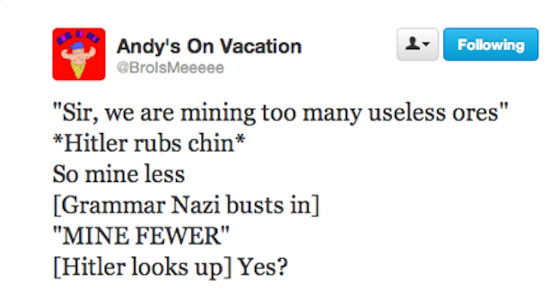 Andy's On Vacation
@BroIsMeeeee
Following
"Sir, we are mining too many useless ores"
*Hitler rubs chin*
So mine less
[Grammar Nazi busts in]
"MINE FEWER"
[Hitler looks up] Yes?